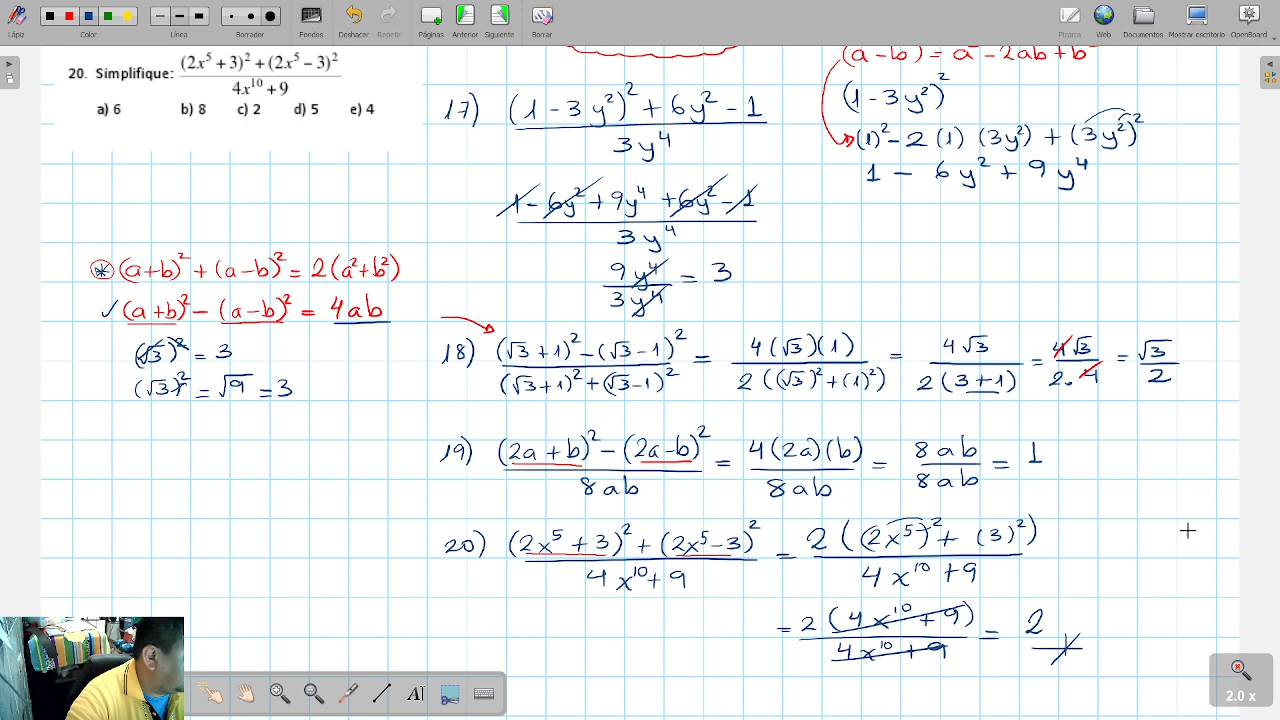 Lápiz Color Línea Borrador Fondos Deshacer Rehacer Páginas Anterior Siguiente Borrar Pizarra Web Documentos Mostrar escritorio OpenBoard
20. Simplifique: ((2x⁵ + 3)² + (2x⁵ − 3)²) / (4x¹⁰ + 9)
a) 6 b) 8 c) 2 d) 5 e) 4
(a−b) = a² − 2ab + b
(1 − 3y²)²
(1)² − 2(1)(3y²) + (3y²)²
1 − 6y² + 9y⁴
17) ((1 − 3y²)² + 6y² − 1) / 3y⁴
(1 − 6y² + 9y⁴ + 6y² − 1) / 3y⁴
9y⁴ / 3y⁴ = 3
* (a+b)² + (a−b)² = 2(a²+b²)
✓ (a+b)² − (a−b)² = 4ab
(√3)² = 3
(√3)² = √9 = 3
18) ((√3+1)² − (√3−1)²) / ((√3+1)² + (√3−1)²) = 4(√3)(1) / 2((√3)² + (1)²) = 4√3 / 2(3+1) = 4√3 / 2.4 = √3 / 2
19) ((2a+b)² − (2a−b)²) / 8ab = 4(2a)(b) / 8ab = 8ab / 8ab = 1
20) ((2x⁵+3)² + (2x⁵−3)²) / (4x¹⁰+9) = 2((2x⁵)² + (3)²) / (4x¹⁰+9)
= 2(4x¹⁰+9) / (4x¹⁰+9) = 2
2.0 x